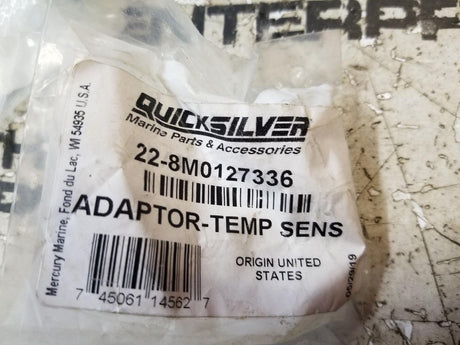 ENTERPR
QUICKSILVER
Marine Parts & Accessories
22-8M0127336
ADAPTOR-TEMP SENS
ORIGIN UNITED
STATES
7 45061 14562 7
Mercury Marine, Fond du Lac, WI 54935 U.S.A.